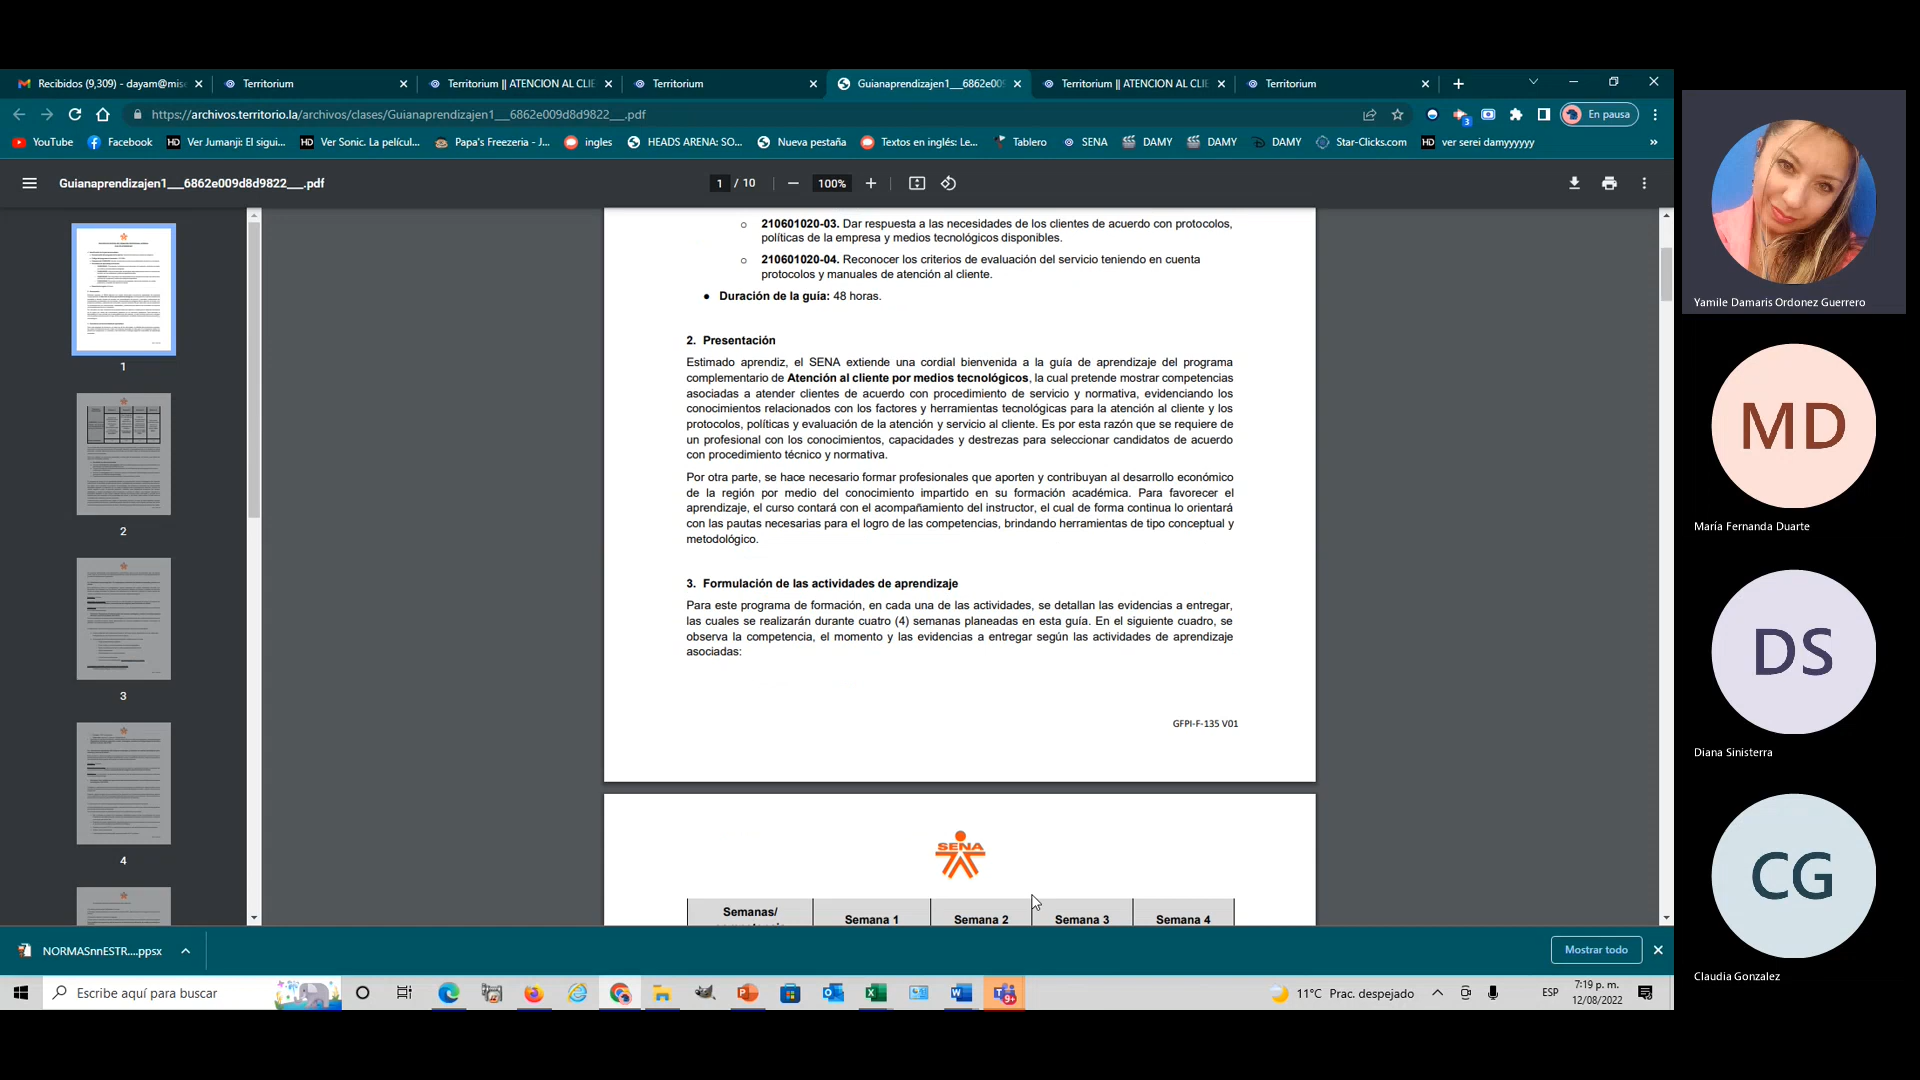 Recibidos (9,309) - dayam@mise
Territorium
Territorium || ATENCION AL CLIE
Territorium
Guianaprendizajen1___6862e009
Territorium || ATENCION AL CLIE
Territorium
https://archivos.territorio.la/archivos/clases/Guianaprendizajen1___6862e009d8d9822___.pdf
3
En pausa
YouTube
Facebook
Ver Jumanji: El sigui...
Ver Sonic. La pelícu...
Papa's Freezeria - J...
ingles
HEADS ARENA: SO...
Nueva pestaña
Textos en inglés: Le...
Tablero
SENA
DAMY
DAMY
DAMY
Star-Clicks.com
ver serei damyyyyyy
»
Guianaprendizajen1___6862e009d8d9822___.pdf
1 / 10
100%
1
2
3
4
210601020-03. Dar respuesta a las necesidades de los clientes de acuerdo con protocolos,
políticas de la empresa y medios tecnológicos disponibles.
210601020-04. Reconocer los criterios de evaluación del servicio teniendo en cuenta
protocolos y manuales de atención al cliente.
Duración de la guía: 48 horas.
2. Presentación
Estimado aprendiz, el SENA extiende una cordial bienvenida a la guía de aprendizaje del programa
complementario de Atención al cliente por medios tecnológicos, la cual pretende mostrar competencias
asociadas a atender clientes de acuerdo con procedimiento de servicio y normativa, evidenciando los
conocimientos relacionados con los factores y herramientas tecnológicas para la atención al cliente y los
protocolos, políticas y evaluación de la atención y servicio al cliente. Es por esta razón que se requiere de
un profesional con los conocimientos, capacidades y destrezas para seleccionar candidatos de acuerdo
con procedimiento técnico y normativa.
Por otra parte, se hace necesario formar profesionales que aporten y contribuyan al desarrollo económico
de la región por medio del conocimiento impartido en su formación académica. Para favorecer el
aprendizaje, el curso contará con el acompañamiento del instructor, el cual de forma continua lo orientará
con las pautas necesarias para el logro de las competencias, brindando herramientas de tipo conceptual y
metodológico.
3. Formulación de las actividades de aprendizaje
Para este programa de formación, en cada una de las actividades, se detallan las evidencias a entregar,
las cuales se realizarán durante cuatro (4) semanas planeadas en esta guía. En el siguiente cuadro, se
observa la competencia, el momento y las evidencias a entregar según las actividades de aprendizaje
asociadas:
GFPI-F-135 V01
SENA
Semanas/
Semana 1
Semana 2
Semana 3
Semana 4
NORMASnnESTR....ppsx
Mostrar todo
Escribe aquí para buscar
9+
11°C Prac. despejado
ESP
7:19 p. m.
12/08/2022
Yamile Damaris Ordonez Guerrero
MD
María Fernanda Duarte
DS
Diana Sinisterra
CG
Claudia Gonzalez